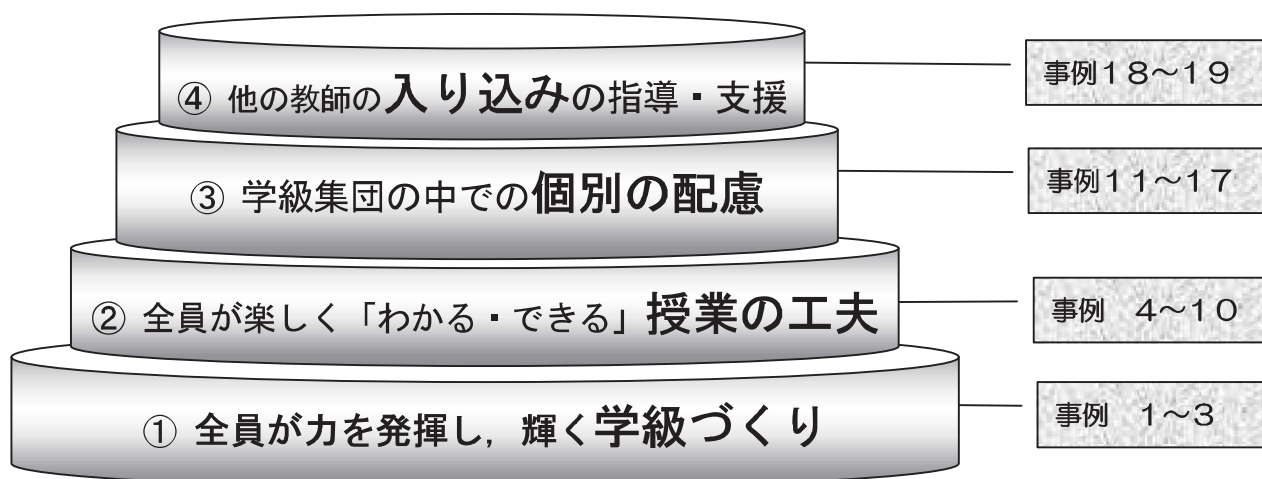 ④ 他の教師の入り込みの指導・支援
事例18~19
③ 学級集団の中での個別の配慮
事例11~17
② 全員が楽しく「わかる・できる」授業の工夫
事例 4~10
① 全員が力を発揮し,輝く学級づくり
事例 1~3